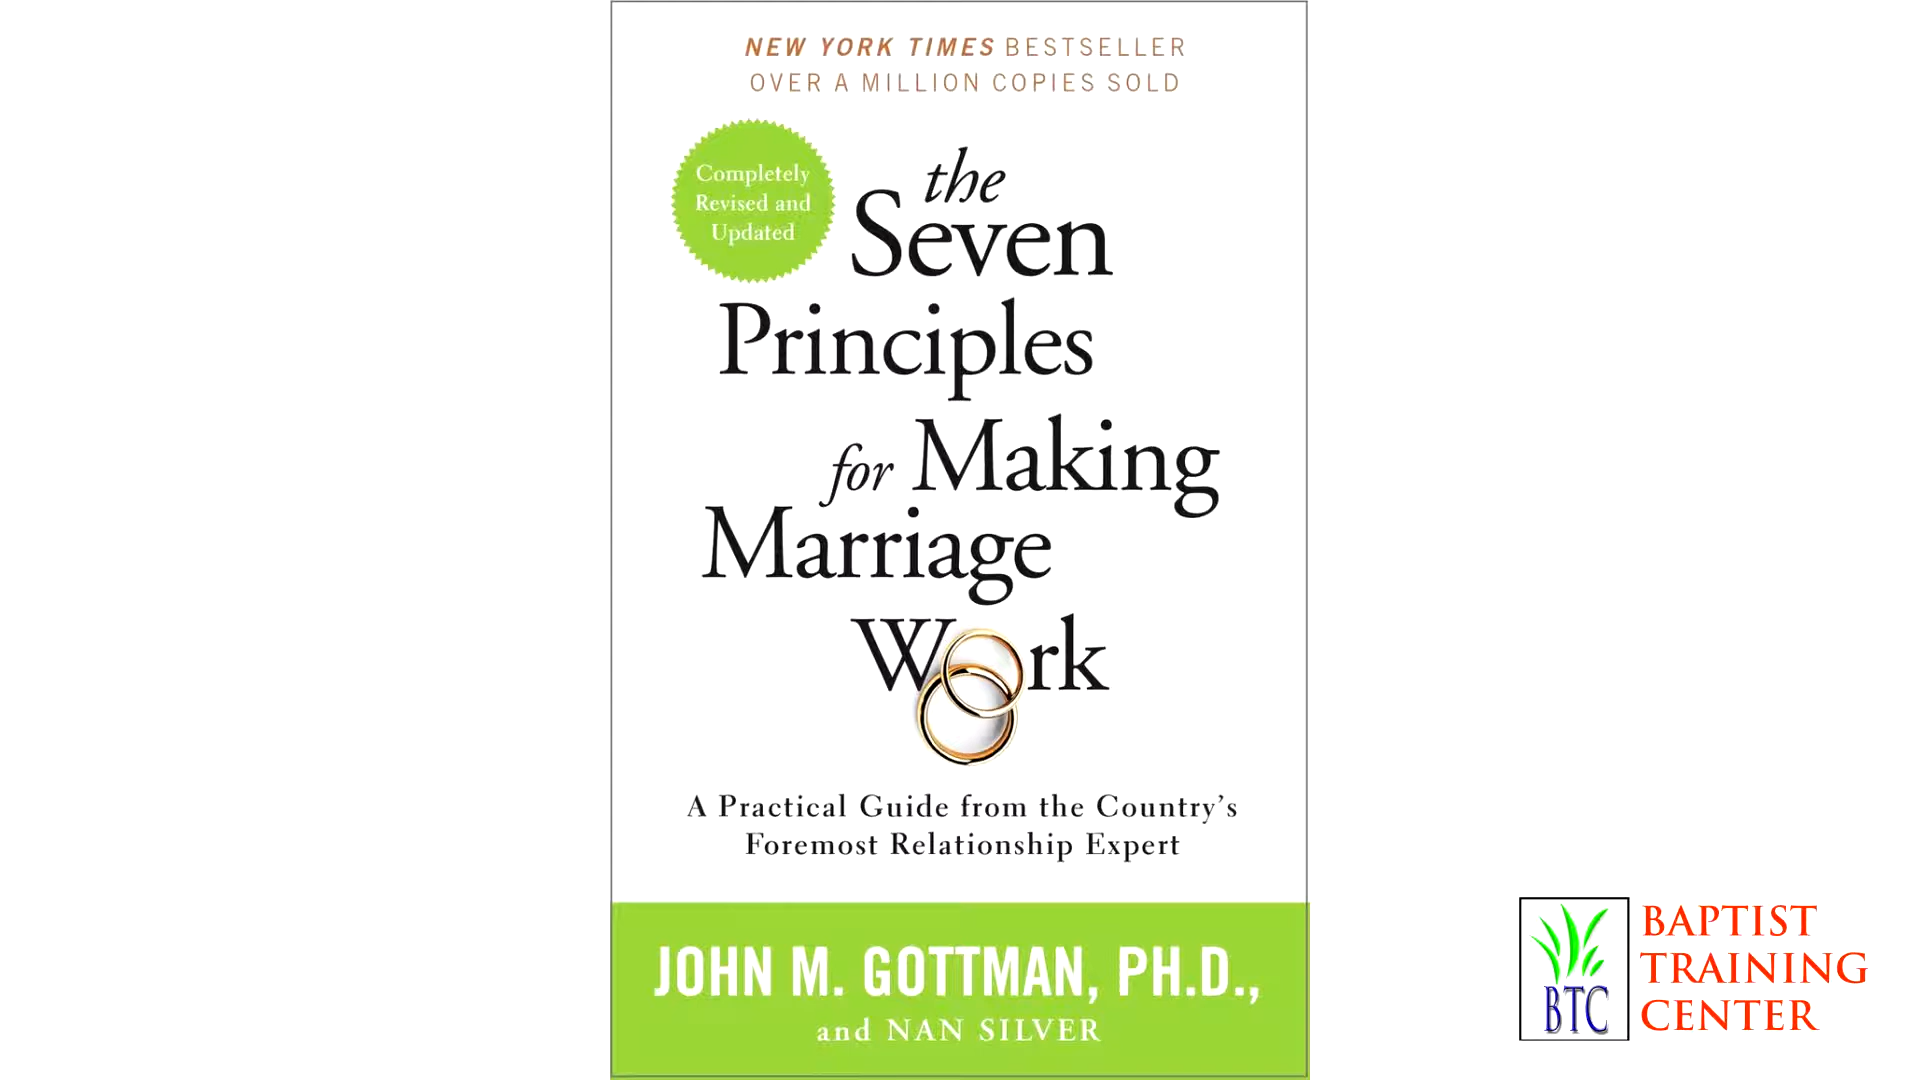 NEW YORK TIMES BESTSELLER
OVER A MILLION COPIES SOLD
Completely
Revised and
Updated
the
Seven
Principles
for Making
Marriage
Work
A Practical Guide from the Country’s
Foremost Relationship Expert
JOHN M. GOTTMAN, PH.D.,
and NAN SILVER
BTC
BAPTIST
TRAINING
CENTER